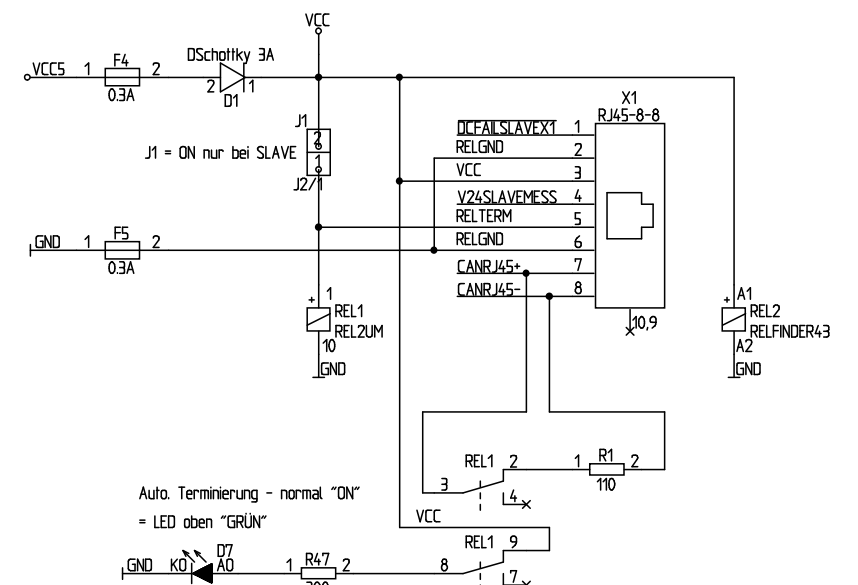 VCC
VCC5 1 F4 2
0.3A
DSchottky 3A
2 1
D1
X1
RJ45-8-8
J1
2
1
J2/1
J1 = ON nur bei SLAVE
DCFAILSLAVEX1 1
RELGND 2
VCC 3
V24SLAVEMESS 4
RELTERM 5
RELGND 6
CANRJ45+ 7
CANRJ45- 8
10,9
GND 1 F5 2
0.3A
+ 1
REL1
REL2UM
10
GND
+ A1
REL2
RELFINDER43
A2
GND
REL1 2
3
4
1 R1 2
110
Auto. Terminierung - normal "ON"
= LED oben "GRÜN"
VCC
REL1 9
8
7
GND K0 D7 A0
1 R47 2